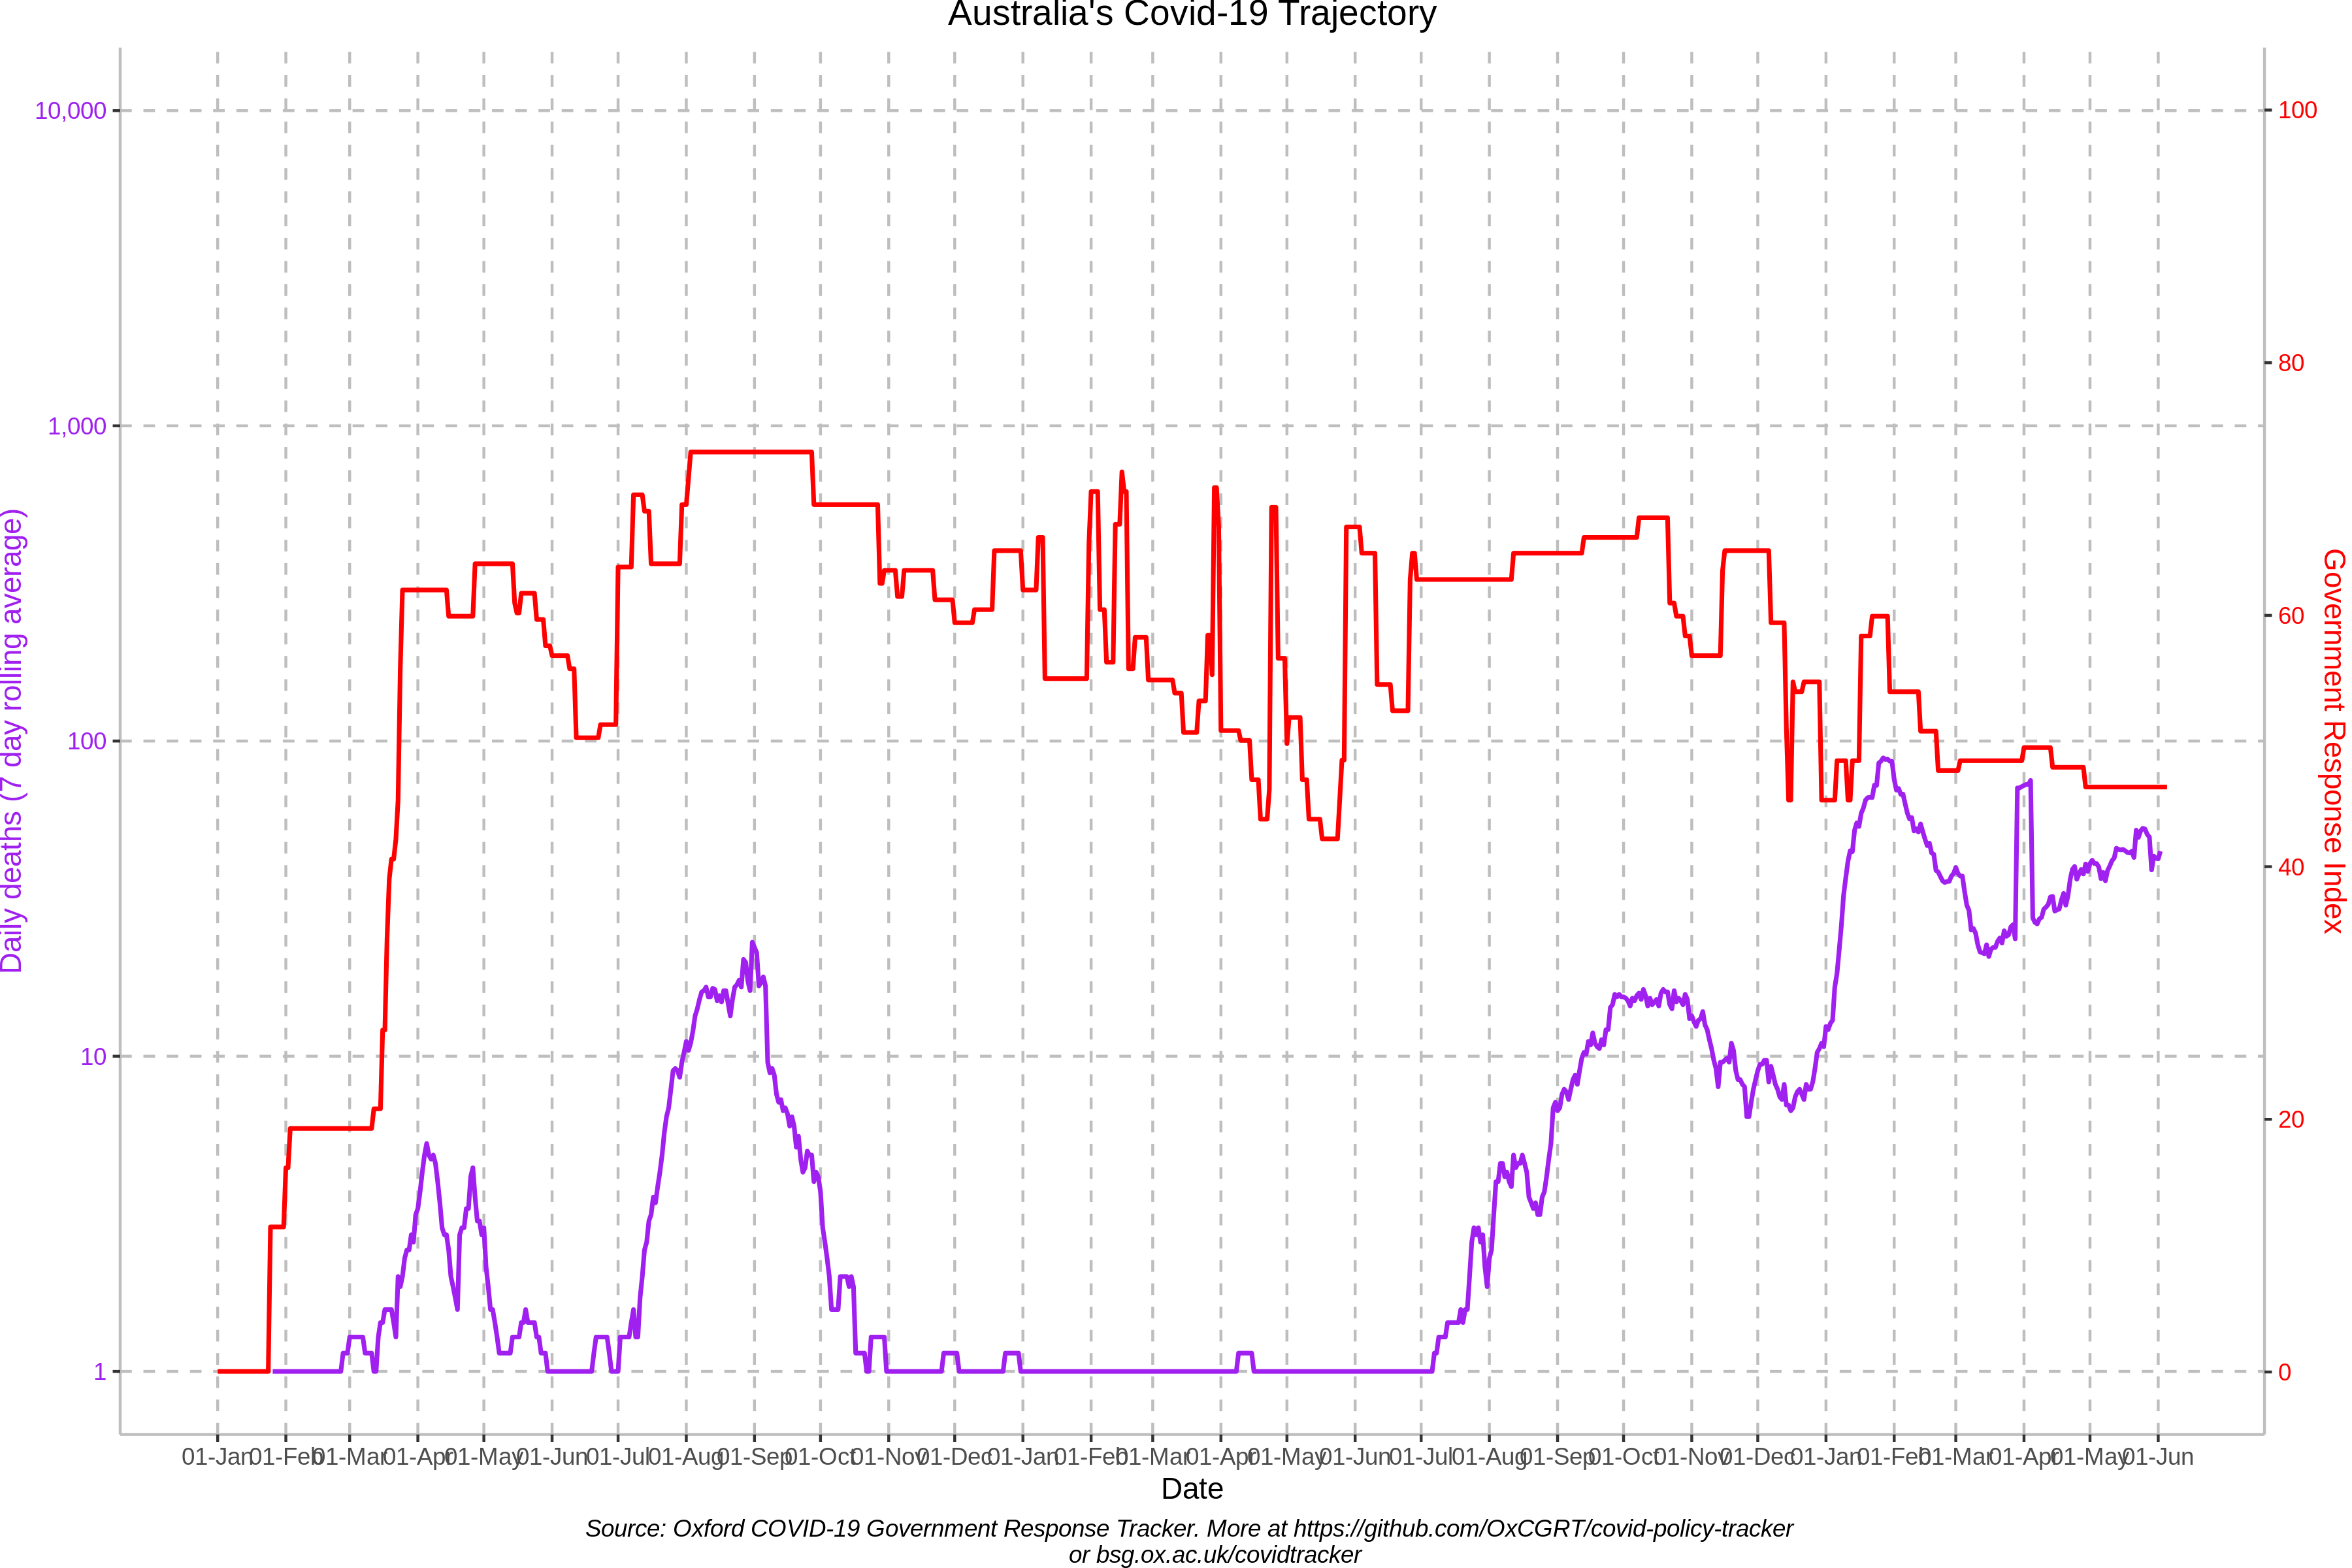 Australia's Covid-19 Trajectory
10,000
1,000
100
10
1
Daily deaths (7 day rolling average)
100
80
60
40
20
0
Government Response Index
01-Jan 01-Feb 01-Mar 01-Apr 01-May 01-Jun 01-Jul 01-Aug 01-Sep 01-Oct 01-Nov 01-Dec 01-Jan 01-Feb 01-Mar 01-Apr 01-May 01-Jun 01-Jul 01-Aug 01-Sep 01-Oct 01-Nov 01-Dec 01-Jan 01-Feb 01-Mar 01-Apr 01-May 01-Jun
Date
Source: Oxford COVID-19 Government Response Tracker. More at https://github.com/OxCGRT/covid-policy-tracker
or bsg.ox.ac.uk/covidtracker